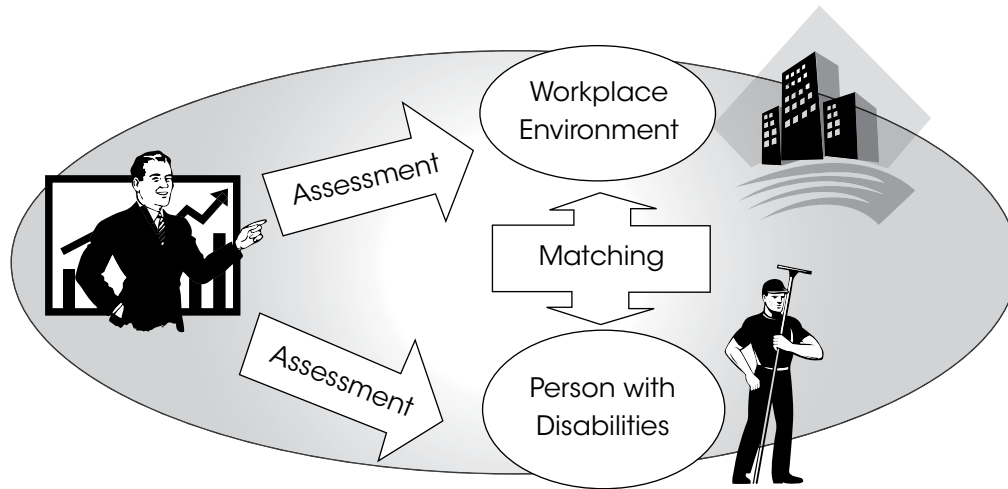 Workplace
Environment
Assessment
Matching
Assessment
Person with
Disabilities